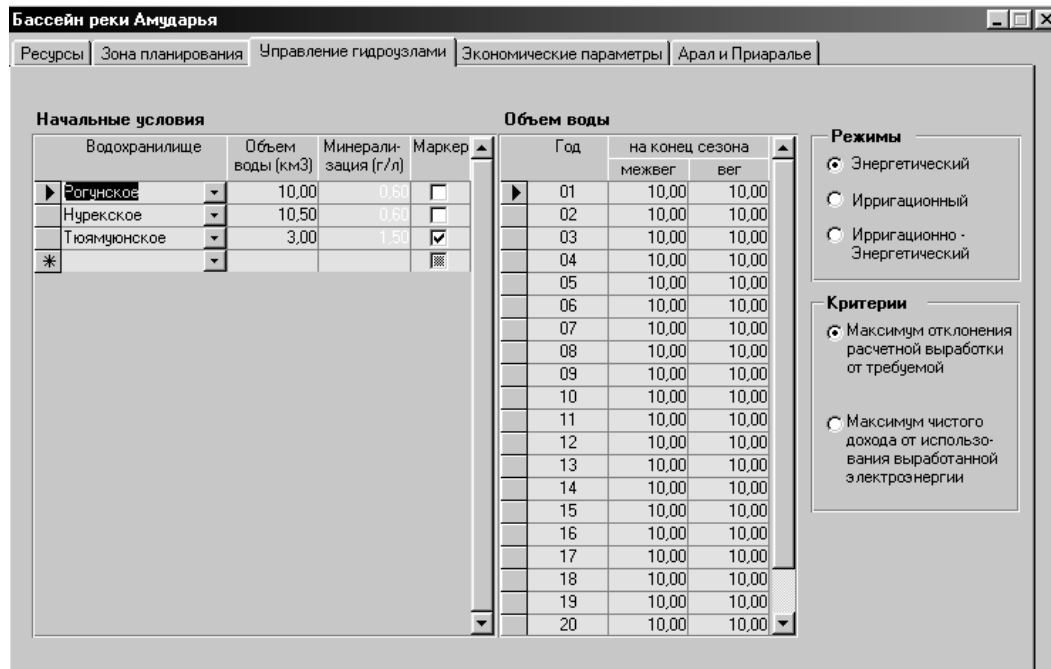 Бассейн реки Амударья
Ресурсы Зона планирования Управление гидроузлами Экономические параметры Арал и Приаралье
Начальные условия
Водохранилище Объем воды (км3) Минерали-зация (г/л) Маркер
Рогунское 10,00 0,60
Нурекское 10,50 0,60
Тюямуюнское 3,00 1,50
Объем воды
Год на конец сезона
межвег вег
01 10,00 10,00
02 10,00 10,00
03 10,00 10,00
04 10,00 10,00
05 10,00 10,00
06 10,00 10,00
07 10,00 10,00
08 10,00 10,00
09 10,00 10,00
10 10,00 10,00
11 10,00 10,00
12 10,00 10,00
13 10,00 10,00
14 10,00 10,00
15 10,00 10,00
16 10,00 10,00
17 10,00 10,00
18 10,00 10,00
19 10,00 10,00
20 10,00 10,00
Режимы
Энергетический
Ирригационный
Ирригационно -
Энергетический
Критерии
Максимум отклонения
расчетной выработки
от требуемой
Максимум чистого
дохода от использо-
вания выработанной
электроэнергии